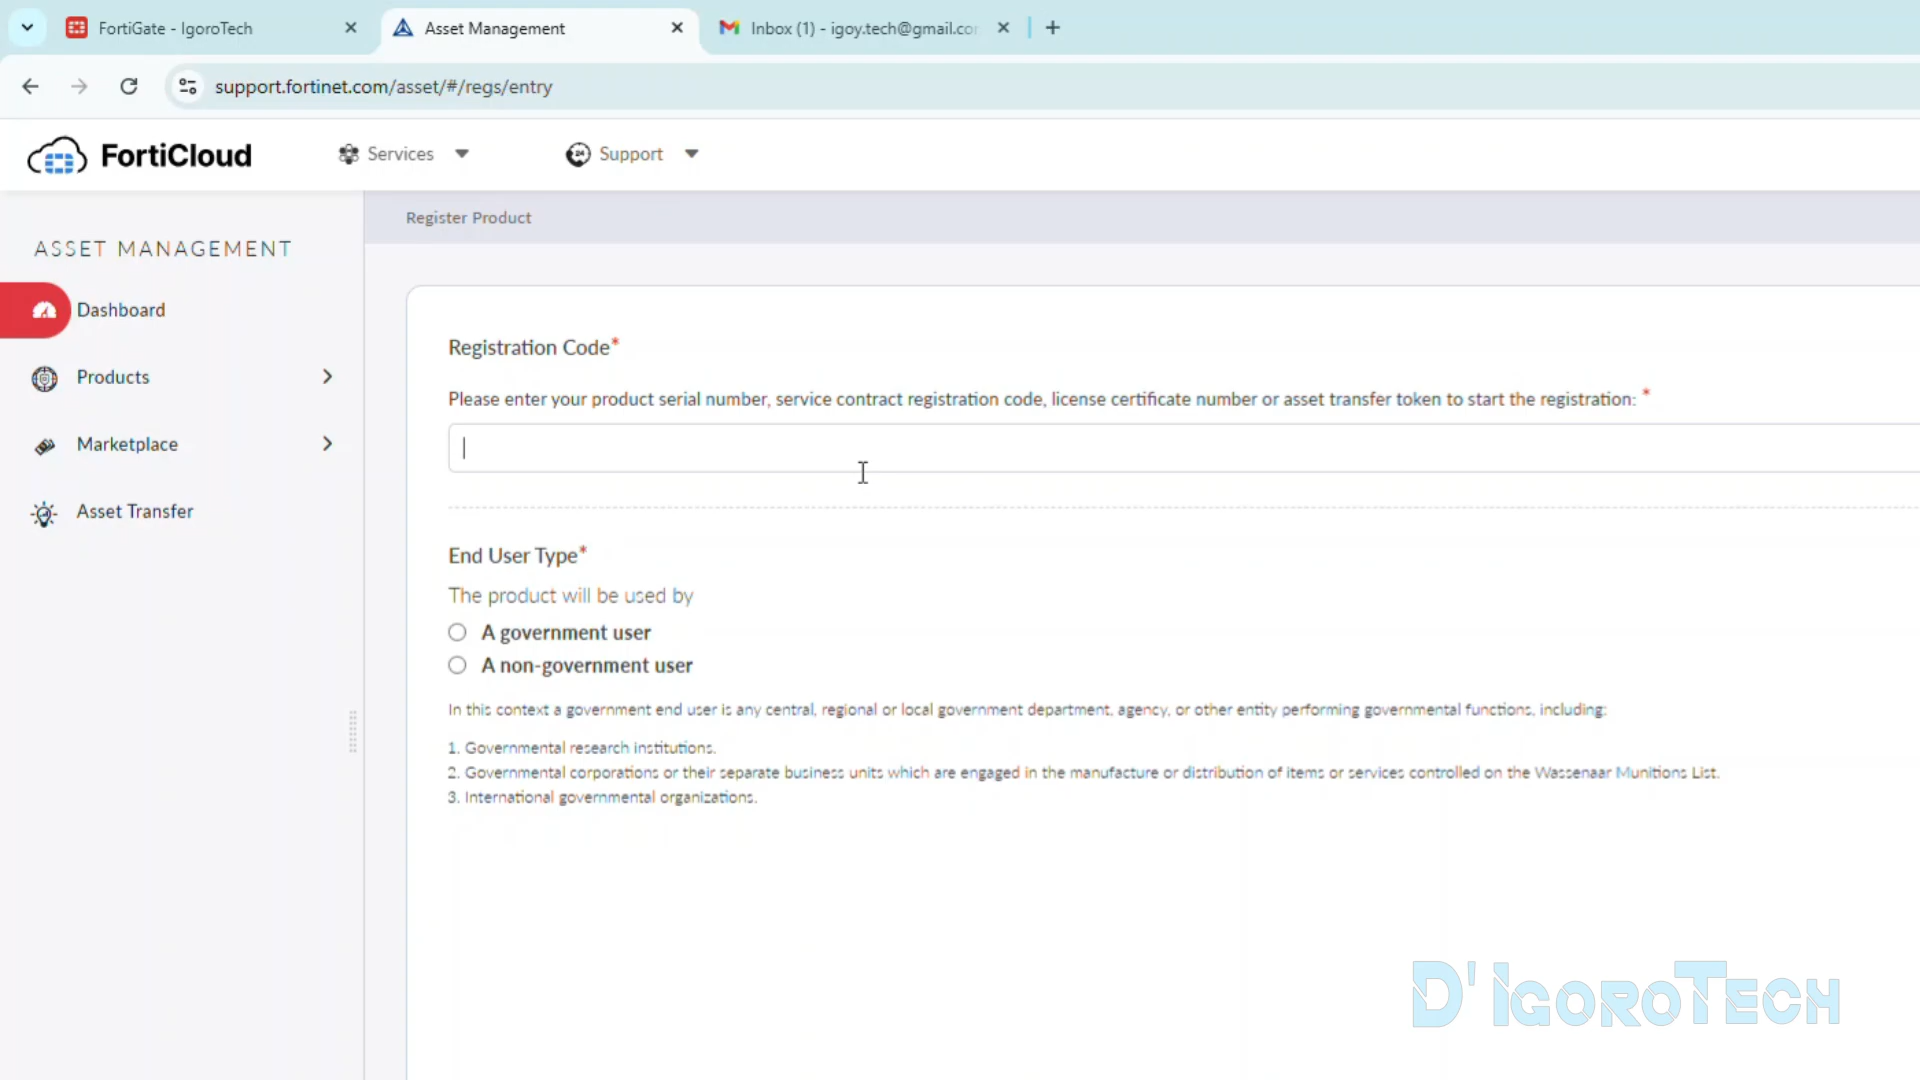 FortiGate - IgoroTech
Asset Management
Inbox (1) - igoy.tech@gmail.co
support.fortinet.com/asset/#/regs/entry
FortiCloud
Services
Support
ASSET MANAGEMENT
Dashboard
Products
Marketplace
Asset Transfer
Register Product
Registration Code*
Please enter your product serial number, service contract registration code, license certificate number or asset transfer token to start the registration: *
End User Type*
The product will be used by
A government user
A non-government user
In this context a government end user is any central, regional or local government department, agency, or other entity performing governmental functions, including:
1. Governmental research institutions.
2. Governmental corporations or their separate business units which are engaged in the manufacture or distribution of items or services controlled on the Wassenaar Munitions List.
3. International governmental organizations.
D'IGOROTECH